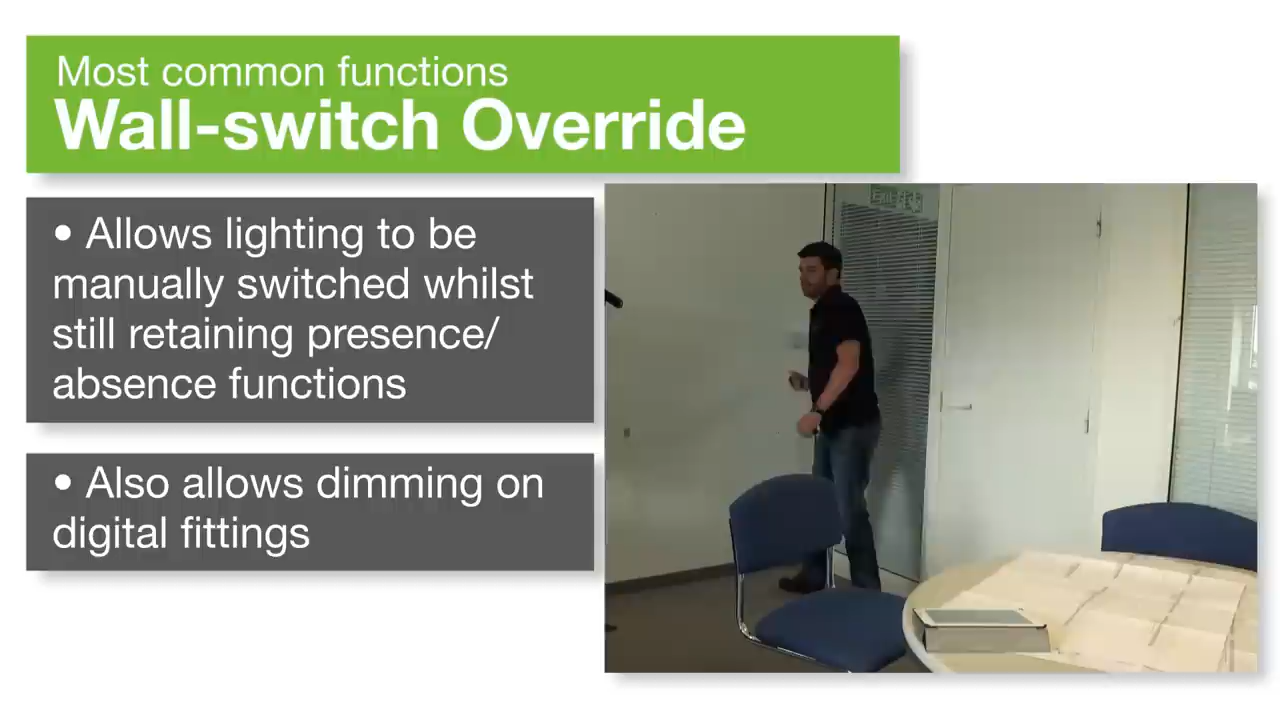 Most common functions
Wall-switch Override
• Allows lighting to be
manually switched whilst
still retaining presence/
absence functions
• Also allows dimming on
digital fittings